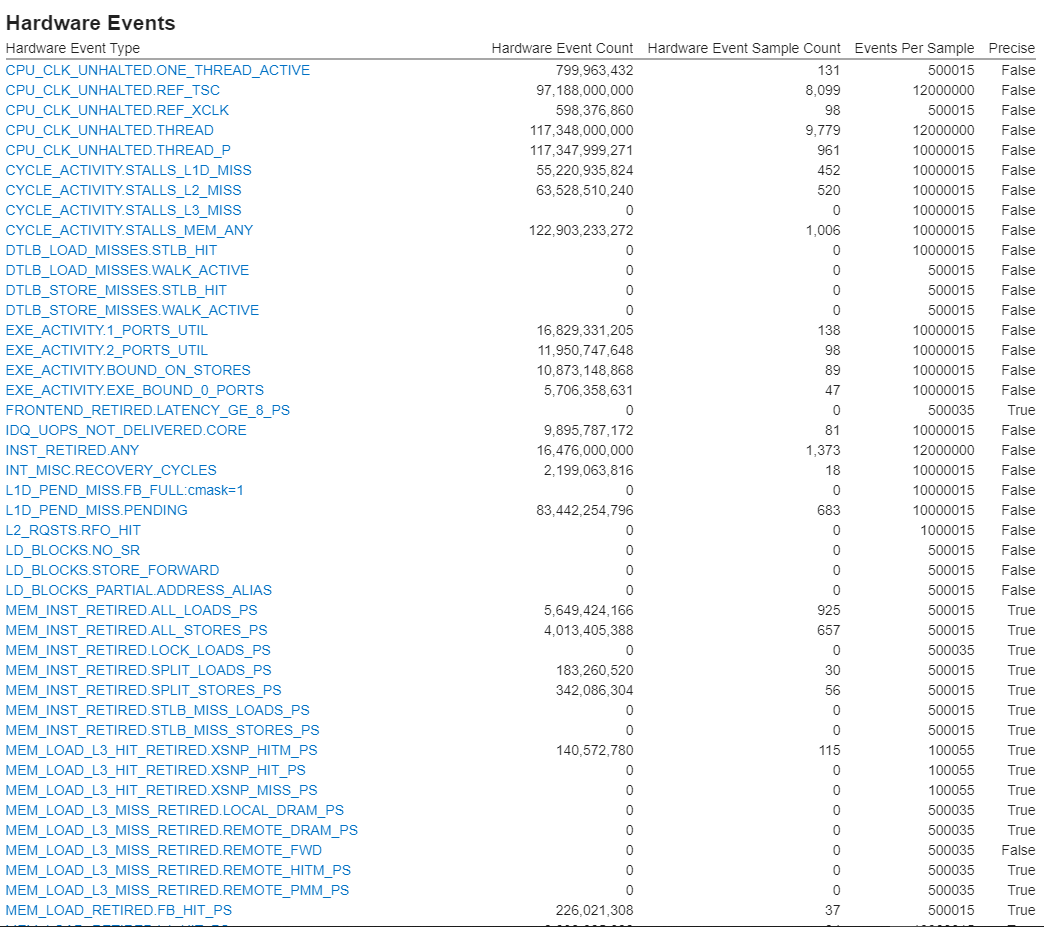 Hardware Events
Hardware Event Type Hardware Event Count Hardware Event Sample Count Events Per Sample Precise
CPU_CLK_UNHALTED.ONE_THREAD_ACTIVE 799,963,432 131 500015 False
CPU_CLK_UNHALTED.REF_TSC 97,188,000,000 8,099 12000000 False
CPU_CLK_UNHALTED.REF_XCLK 598,376,860 98 500015 False
CPU_CLK_UNHALTED.THREAD 117,348,000,000 9,779 12000000 False
CPU_CLK_UNHALTED.THREAD_P 117,347,999,271 961 10000015 False
CYCLE_ACTIVITY.STALLS_L1D_MISS 55,220,935,824 452 10000015 False
CYCLE_ACTIVITY.STALLS_L2_MISS 63,528,510,240 520 10000015 False
CYCLE_ACTIVITY.STALLS_L3_MISS 0 0 10000015 False
CYCLE_ACTIVITY.STALLS_MEM_ANY 122,903,233,272 1,006 10000015 False
DTLB_LOAD_MISSES.STLB_HIT 0 0 10000015 False
DTLB_LOAD_MISSES.WALK_ACTIVE 0 0 500015 False
DTLB_STORE_MISSES.STLB_HIT 0 0 500015 False
DTLB_STORE_MISSES.WALK_ACTIVE 0 0 500015 False
EXE_ACTIVITY.1_PORTS_UTIL 16,829,331,205 138 10000015 False
EXE_ACTIVITY.2_PORTS_UTIL 11,950,747,648 98 10000015 False
EXE_ACTIVITY.BOUND_ON_STORES 10,873,148,868 89 10000015 False
EXE_ACTIVITY.EXE_BOUND_0_PORTS 5,706,358,631 47 10000015 False
FRONTEND_RETIRED.LATENCY_GE_8_PS 0 0 500035 True
IDQ_UOPS_NOT_DELIVERED.CORE 9,895,787,172 81 10000015 False
INST_RETIRED.ANY 16,476,000,000 1,373 12000000 False
INT_MISC.RECOVERY_CYCLES 2,199,063,816 18 10000015 False
L1D_PEND_MISS.FB_FULL:cmask=1 0 0 10000015 False
L1D_PEND_MISS.PENDING 83,442,254,796 683 10000015 False
L2_RQSTS.RFO_HIT 0 0 1000015 False
LD_BLOCKS.NO_SR 0 0 500015 False
LD_BLOCKS.STORE_FORWARD 0 0 500015 False
LD_BLOCKS_PARTIAL.ADDRESS_ALIAS 0 0 500015 False
MEM_INST_RETIRED.ALL_LOADS_PS 5,649,424,166 925 500015 True
MEM_INST_RETIRED.ALL_STORES_PS 4,013,405,388 657 500015 True
MEM_INST_RETIRED.LOCK_LOADS_PS 0 0 500035 True
MEM_INST_RETIRED.SPLIT_LOADS_PS 183,260,520 30 500015 True
MEM_INST_RETIRED.SPLIT_STORES_PS 342,086,304 56 500015 True
MEM_INST_RETIRED.STLB_MISS_LOADS_PS 0 0 500015 True
MEM_INST_RETIRED.STLB_MISS_STORES_PS 0 0 500015 True
MEM_LOAD_L3_HIT_RETIRED.XSNP_HITM_PS 140,572,780 115 100055 True
MEM_LOAD_L3_HIT_RETIRED.XSNP_HIT_PS 0 0 100055 True
MEM_LOAD_L3_HIT_RETIRED.XSNP_MISS_PS 0 0 100055 True
MEM_LOAD_L3_MISS_RETIRED.LOCAL_DRAM_PS 0 0 500035 True
MEM_LOAD_L3_MISS_RETIRED.REMOTE_DRAM_PS 0 0 500035 True
MEM_LOAD_L3_MISS_RETIRED.REMOTE_FWD 0 0 500035 False
MEM_LOAD_L3_MISS_RETIRED.REMOTE_HITM_PS 0 0 500035 True
MEM_LOAD_L3_MISS_RETIRED.REMOTE_PMM_PS 0 0 500035 True
MEM_LOAD_RETIRED.FB_HIT_PS 226,021,308 37 500015 True